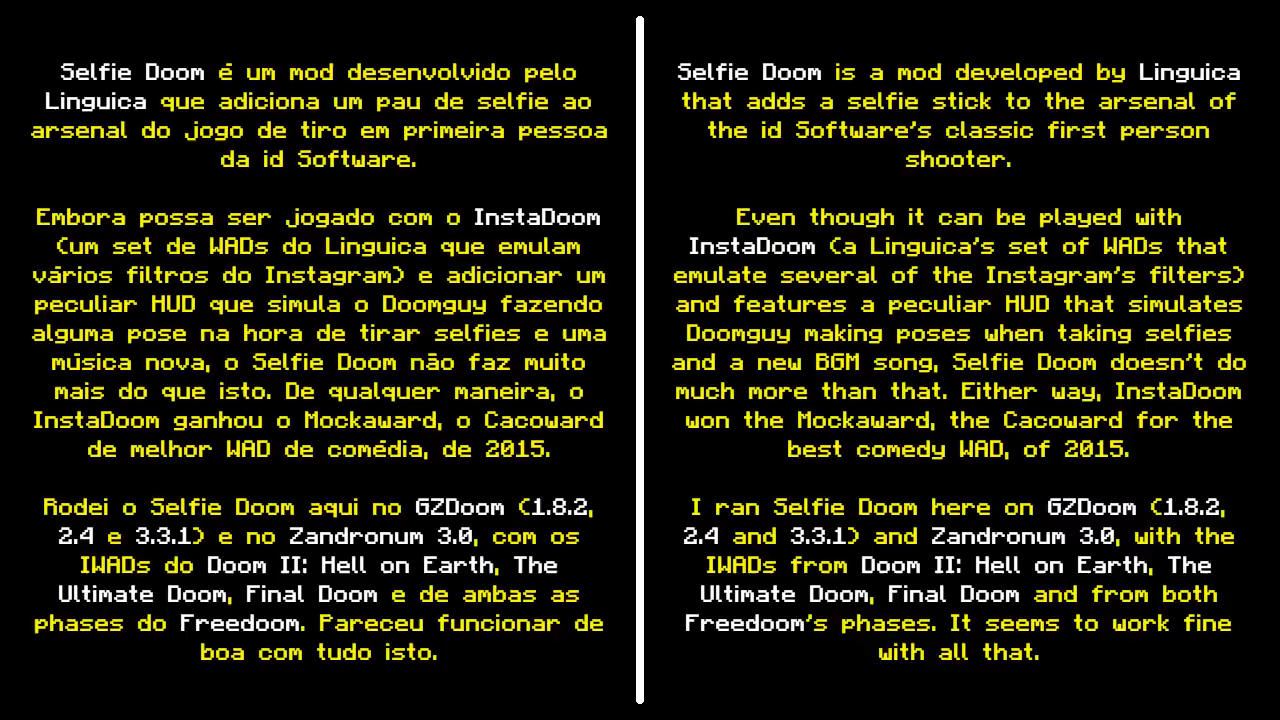 Selfie Doom é um mod desenvolvido pelo
Linguica que adiciona um pau de selfie ao
arsenal do jogo de tiro em primeira pessoa
da id Software.
Embora possa ser jogado com o InstaDoom
(um set de WADs do Linguica que emulam
vários filtros do Instagram) e adicionar um
peculiar HUD que simula o Doomguy fazendo
alguma pose na hora de tirar selfies e uma
música nova, o Selfie Doom não faz muito
mais do que isto. De qualquer maneira, o
InstaDoom ganhou o Mockaward, o Cacoward
de melhor WAD de comédia, de 2015.
Rodei o Selfie Doom aqui no GZDoom (1.8.2,
2.4 e 3.3.1) e no Zandronum 3.0, com os
IWADs do Doom II: Hell on Earth, The
Ultimate Doom, Final Doom e de ambas as
phases do Freedoom. Pareceu funcionar de
boa com tudo isto.
Selfie Doom is a mod developed by Linguica
that adds a selfie stick to the arsenal of
the id Software's classic first person
shooter.
Even though it can be played with
InstaDoom (a Linguica's set of WADs that
emulate several of the Instagram's filters)
and features a peculiar HUD that simulates
Doomguy making poses when taking selfies
and a new BGM song, Selfie Doom doesn't do
much more than that. Either way, InstaDoom
won the Mockaward, the Cacoward for the
best comedy WAD, of 2015.
I ran Selfie Doom here on GZDoom (1.8.2,
2.4 and 3.3.1) and Zandronum 3.0, with the
IWADs from Doom II: Hell on Earth, The
Ultimate Doom, Final Doom and from both
Freedoom's phases. It seems to work fine
with all that.